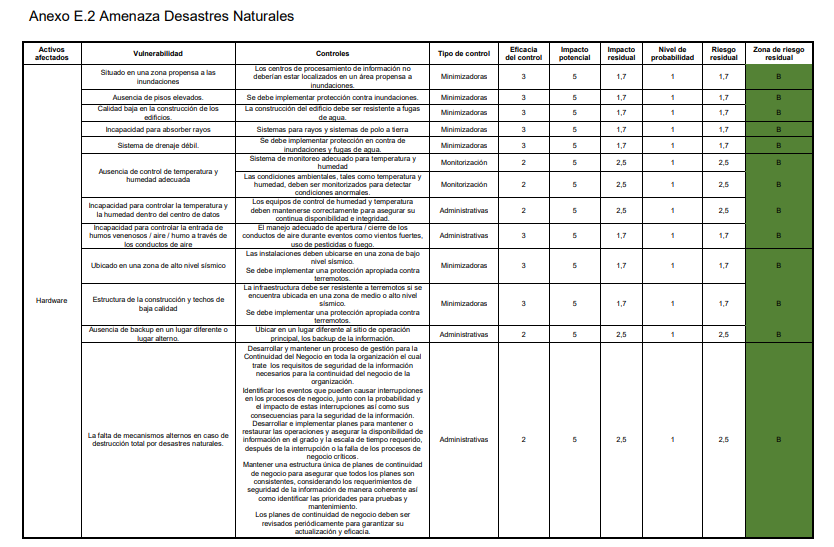 Anexo E.2 Amenaza Desastres Naturales
Activos afectados | Vulnerabilidad | Controles | Tipo de control | Eficacia del control | Impacto potencial | Impacto residual | Nivel de probabilidad | Riesgo residual | Zona de riesgo residual
Hardware
Situado en una zona propensa a las
inundaciones
Los centros de procesamiento de información no
deberían estar localizados en un área propensa a
inundaciones.
Minimizadoras 3 5 1,7 1 1,7 B
Ausencia de pisos elevados.
Se debe implementar protección contra inundaciones.
Minimizadoras 3 5 1,7 1 1,7 B
Calidad baja en la construcción de los
edificios.
La construcción del edificio debe ser resistente a fugas
de agua.
Minimizadoras 3 5 1,7 1 1,7 B
Incapacidad para absorber rayos
Sistemas para rayos y sistemas de polo a tierra
Minimizadoras 3 5 1,7 1 1,7 B
Sistema de drenaje débil.
Se debe implementar protección en contra de
inundaciones y fugas de agua.
Minimizadoras 3 5 1,7 1 1,7 B
Ausencia de control de temperatura y
humedad adecuada
Sistema de monitoreo adecuado para temperatura y
humedad
Monitorización 2 5 2,5 1 2,5 B
Las condiciones ambientales, tales como temperatura y
humedad, deben ser monitorizados para detectar
condiciones anormales.
Monitorización 2 5 2,5 1 2,5 B
Incapacidad para controlar la temperatura y
la humedad dentro del centro de datos
Los equipos de control de humedad y temperatura
deben mantenerse correctamente para asegurar su
continua disponibilidad e integridad.
Administrativas 2 5 2,5 1 2,5 B
Incapacidad para controlar la entrada de
humos venenosos / aire / humo a través de
los conductos de aire
El manejo adecuado de apertura / cierre de los
conductos de aire durante eventos como vientos fuertes,
uso de pesticidas o fuego.
Administrativas 3 5 1,7 1 1,7 B
Ubicado en una zona de alto nivel sísmico
Las instalaciones deben ubicarse en una zona de bajo
nivel sísmico.
Se debe implementar una protección apropiada contra
terremotos.
Minimizadoras 3 5 1,7 1 1,7 B
Estructura de la construcción y techos de
baja calidad
La infraestructura debe ser resistente a terremotos si se
encuentra ubicada en una zona de medio o alto nivel
sísmico.
Se debe implementar una protección apropiada contra
terremotos.
Minimizadoras 3 5 1,7 1 1,7 B
Ausencia de backup en un lugar diferente o
lugar alterno.
Ubicar en un lugar diferente al sitio de operación
principal, los backup de la información.
Administrativas 2 5 2,5 1 2,5 B
La falta de mecanismos alternos en caso de
destrucción total por desastres naturales.
Desarrollar y mantener un proceso de gestión para la
Continuidad del Negocio en toda la organización el cual
trate los requisitos de seguridad de la información
necesarios para la continuidad del negocio de la
organización.
Identificar los eventos que pueden causar interrupciones
en los procesos de negocio, junto con la probabilidad y
el impacto de estas interrupciones así como sus
consecuencias para la seguridad de la información.
Desarrollar e implementar planes para mantener o
restaurar las operaciones y asegurar la disponibilidad de
información en el grado y la escala de tiempo requerido,
después de la interrupción o la falla de los procesos de
negocio críticos.
Mantener una estructura única de planes de continuidad
de negocio para asegurar que todos los planes son
consistentes, considerando los requerimientos de
seguridad de la información de manera coherente así
como identificar las prioridades para pruebas y
mantenimiento.
Los planes de continuidad de negocio deben ser
revisados periódicamente para garantizar su
actualización y eficacia.
Administrativas 2 5 2,5 1 2,5 B